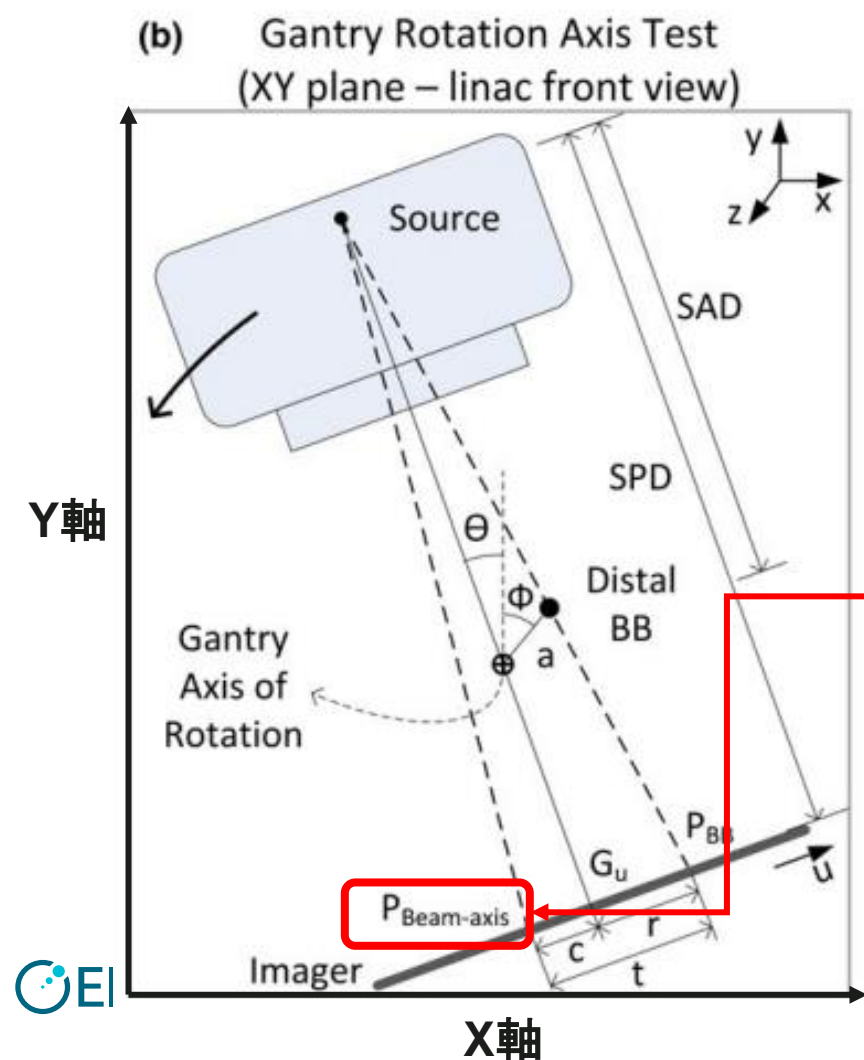 (b) Gantry Rotation Axis Test
(XY plane – linac front view)
y
x
z
Source
SAD
SPD
Y軸
Θ
Φ
Distal
BB
a
Gantry
Axis of
Rotation
P_BB
G_u
u
P_Beam-axis
r
c
t
Imager
EI
X軸